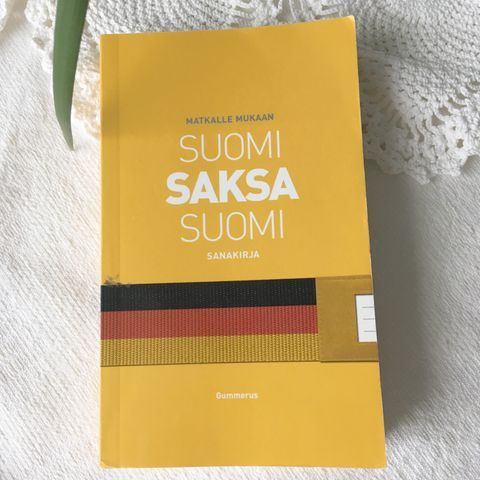 MATKALLE MUKAAN
SUOMI
SAKSA
SUOMI
SANAKIRJA
Gummerus